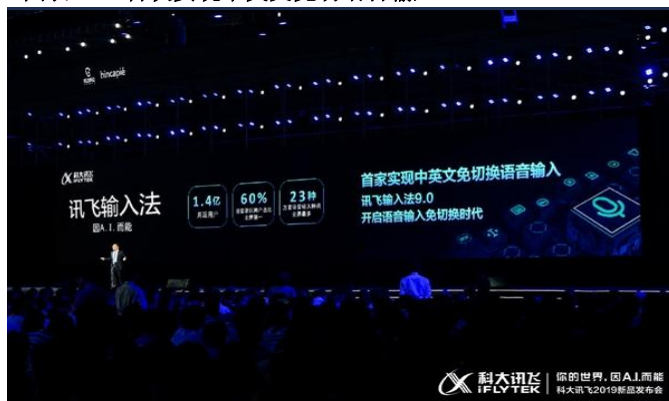 hincapié
科大讯飞
iFLYTEK
讯飞输入法
因A.I.而能
1.4亿
60%
23种
首家实现中英文免切换语音输入
讯飞输入法9.0
开启语音输入免切换时代
科大讯飞
iFLYTEK
你的世界,因A.I.而能
科大讯飞2019新品发布会